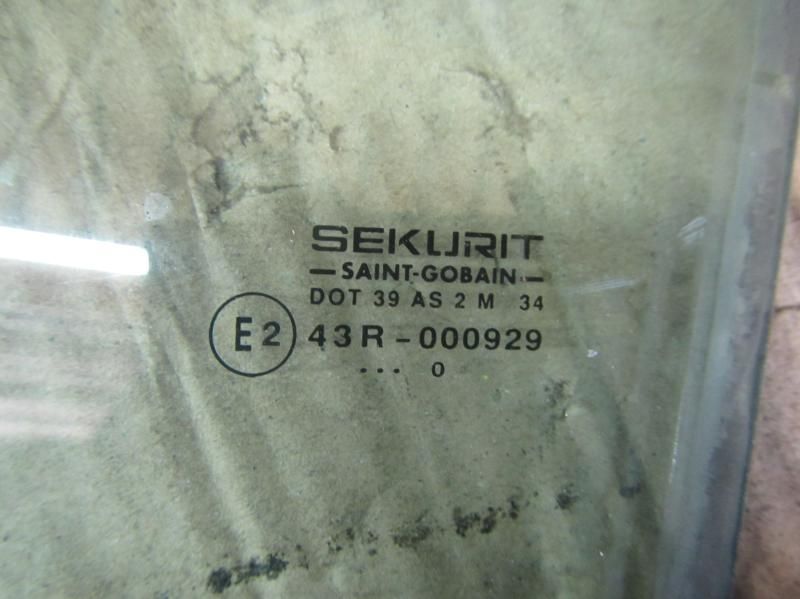 SEKURIT
— SAINT-GOBAIN —
DOT 39 AS 2 M 34
E2 43R-000929
... 0